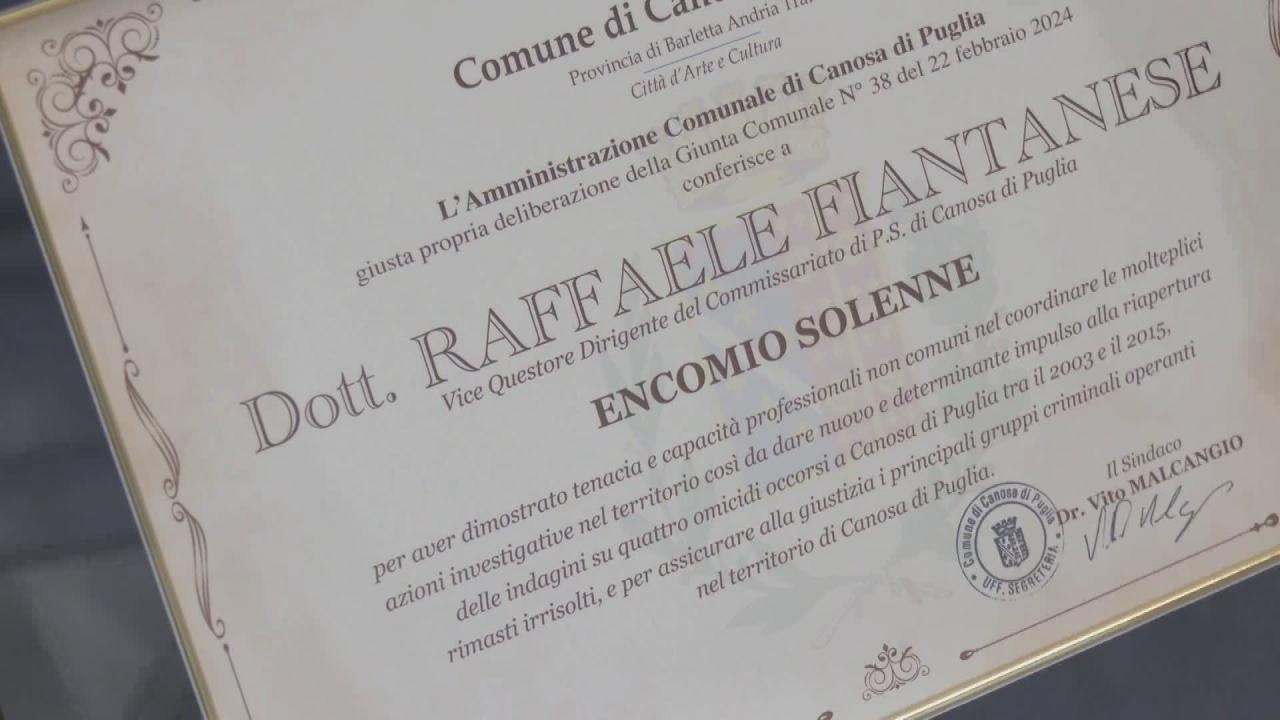 Comune di
Provincia di Barletta Andria
Città d'Arte e Cultura
L'Amministrazione Comunale di Canosa di Puglia
giusta propria deliberazione della Giunta Comunale N° 38 del 22 febbraio 2024
conferisce a
Dott. RAFFAELE FIANTANESE
Vice Questore Dirigente del Commissariato di P.S. di Canosa di Puglia
ENCOMIO SOLENNE
per aver dimostrato tenacia e capacità professionali non comuni nel coordinare le molteplici
azioni investigative nel territorio così da dare nuovo e determinante impulso alla riapertura
delle indagini su quattro omicidi occorsi a Canosa di Puglia tra il 2003 e il 2015,
rimasti irrisolti, e per assicurare alla giustizia i principali gruppi criminali operanti
nel territorio di Canosa di Puglia.
Il Sindaco
Dr. Vito MALCANGIO
Comune di Canosa di Puglia
UFF. SEGRETERIA